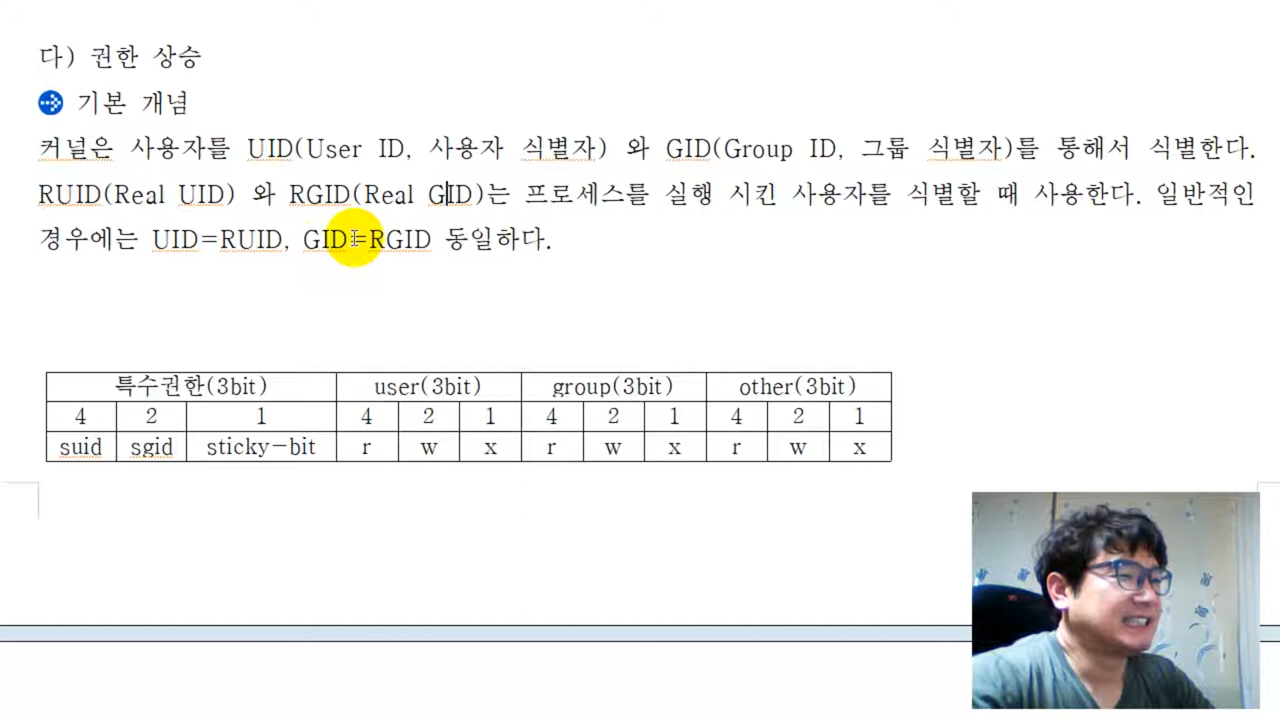 다) 권한 상승
기본 개념
커널은 사용자를 UID(User ID, 사용자 식별자) 와 GID(Group ID, 그룹 식별자)를 통해서 식별한다.
RUID(Real UID) 와 RGID(Real GID)는 프로세스를 실행 시킨 사용자를 식별할 때 사용한다. 일반적인
경우에는 UID=RUID, GID=RGID 동일하다.
특수권한(3bit) user(3bit) group(3bit) other(3bit)
4 2 1 4 2 1 4 2 1 4 2 1
suid sgid sticky-bit r w x r w x r w x